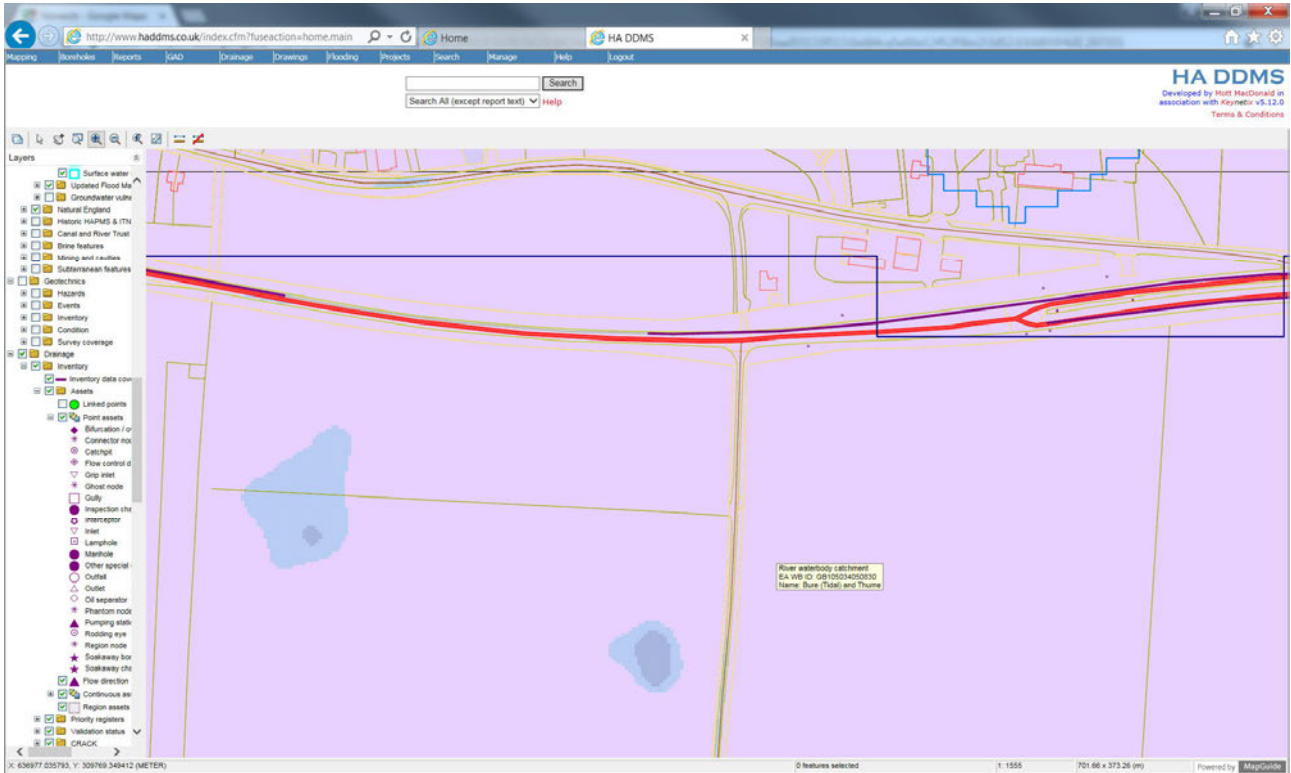 http://www.haddms.co.uk/index.cfm?fuseaction=home.main
Home
HA DDMS
Mapping Boreholes Reports GAD Drainage Drawings Flooding Projects Search Manage Help Logout
Search
Search All (except report text) Help
HA DDMS
Developed by Mott MacDonald in
association with Keynetix v5.12.0
Terms & Conditions
Layers
Surface water
Updated Flood Ma
Groundwater vulne
Natural England
Historic HAPMS & ITN
Canal and River Trust
Brine features
Mining and cavities
Subterranean features
Geotechnics
Hazards
Events
Inventory
Condition
Survey coverage
Drainage
Inventory
Inventory data cov
Assets
Linked points
Point assets
Bifurcation / o
Connector no
Catchpit
Flow control d
Grip inlet
Ghost node
Gully
Inspection cha
Interceptor
Inlet
Lamphole
Manhole
Other special
Outfall
Outlet
Oil separator
Phantom node
Pumping stati
Rodding eye
Region node
Soakaway bor
Soakaway cha
Flow direction
Continuous as
Region assets
Priority registers
Validation status
CRACK
River waterbody catchment
EA WB ID: GB105034050830
Name: Bure (Tidal) and Thurne
X: 636977.035793, Y: 309769.349412 (METER) 0 features selected 1: 1555 701.66 x 373.26 (m) Powered by MapGuide